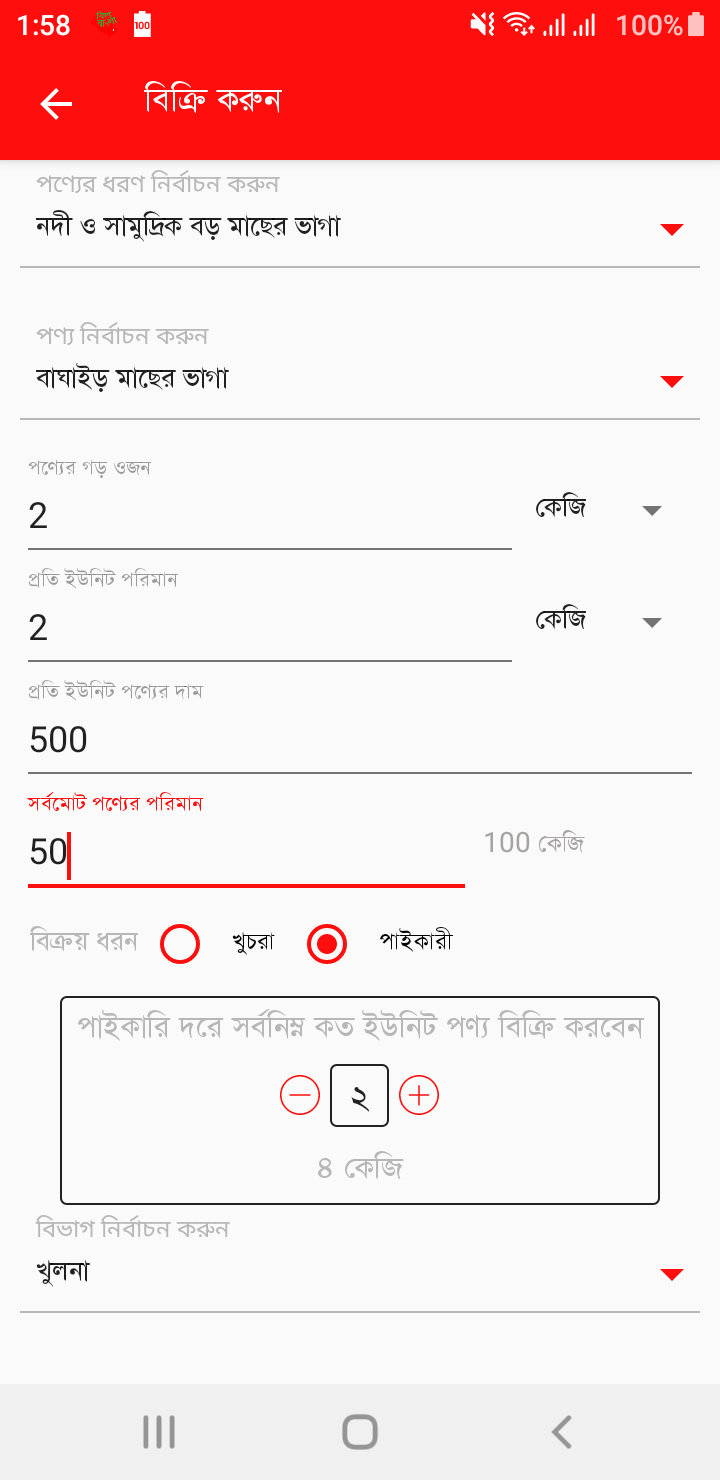 1:58
100
100%
বিক্রি করুন
পণ্যের ধরণ নির্বাচন করুন
নদী ও সামুদ্রিক বড় মাছের ভাগা
পণ্য নির্বাচন করুন
বাঘাইড় মাছের ভাগা
পণ্যের গড় ওজন
2 কেজি
প্রতি ইউনিট পরিমান
2 কেজি
প্রতি ইউনিট পণ্যের দাম
500
সর্বমোট পণ্যের পরিমান
50 100 কেজি
বিক্রয় ধরন খুচরা পাইকারী
পাইকারি দরে সর্বনিম্ন কত ইউনিট পণ্য বিক্রি করবেন
২
৪ কেজি
বিভাগ নির্বাচন করুন
খুলনা